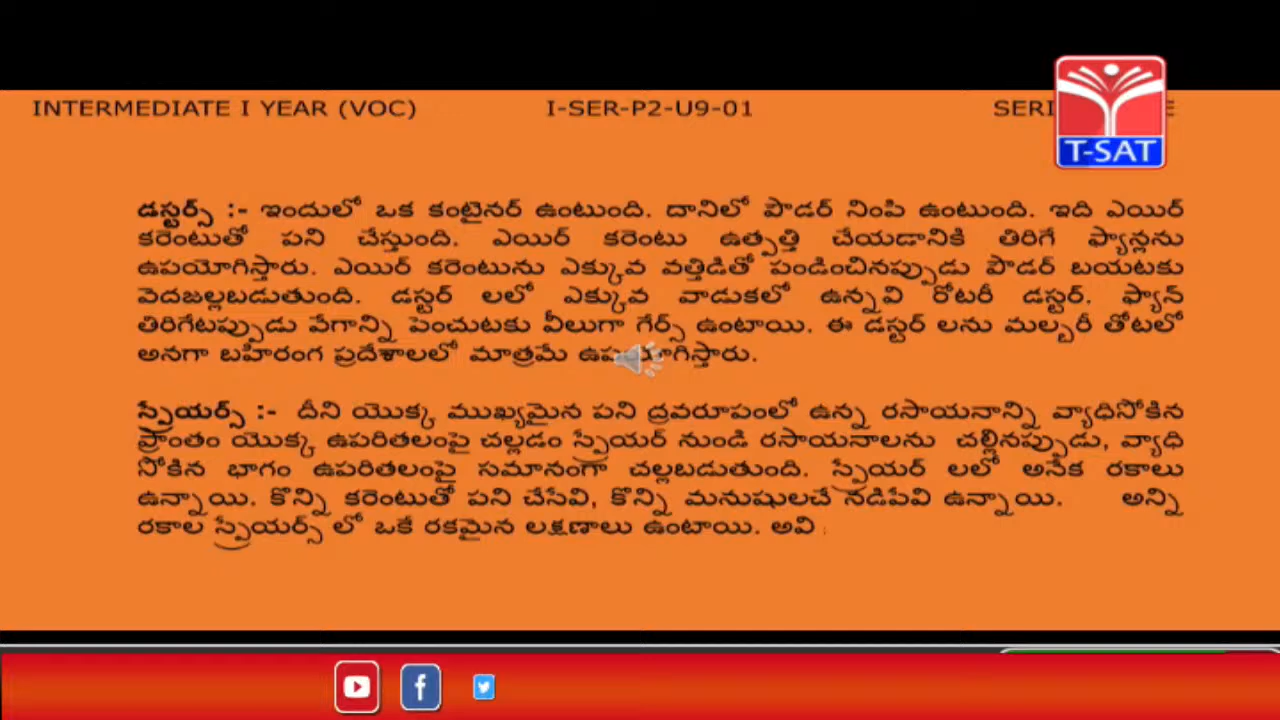 INTERMEDIATE I YEAR (VOC) I-SER-P2-U9-01 SERI E
T-SAT
డస్టర్స్ :- ఇందులో ఒక కంటైనర్ ఉంటుంది. దానిలో పౌడర్ నింపి ఉంటుంది. ఇది ఎయిర్
కరెంటుతో పని చేస్తుంది. ఎయిర్ కరెంటు ఉత్పత్తి చేయడానికి తిరిగే ఫ్యాన్లను
ఉపయోగిస్తారు. ఎయిర్ కరెంటును ఎక్కువ వత్తిడితో పండించినప్పుడు పౌడర్ బయటకు
వెదజల్లబడుతుంది. డస్టర్ లలో ఎక్కువ వాడుకలో ఉన్నవి రోటరీ డస్టర్. ఫ్యాన్
తిరిగేటప్పుడు వేగాన్ని పెంచుటకు వీలుగా గేర్స్ ఉంటాయి. ఈ డస్టర్ లను మల్బరీ తోటలో
అనగా బహిరంగ ప్రదేశాలలో మాత్రమే ఉపయోగిస్తారు.
స్ప్రేయర్స్ :- దీని యొక్క ముఖ్యమైన పని ద్రవరూపంలో ఉన్న రసాయనాన్ని వ్యాధిసోకిన
ప్రాంతం యొక్క ఉపరితలంపై చల్లడం స్ప్రేయర్ నుండి రసాయనాలను చల్లినప్పుడు, వ్యాధి
సోకిన భాగం ఉపరితలంపై సమానంగా చల్లబడుతుంది. స్ప్రేయర్ లలో అనేక రకాలు
ఉన్నాయి. కొన్ని కరెంటుతో పని చేసేవి, కొన్ని మనుషులచే నడిపేవి ఉన్నాయి. అన్ని
రకాల స్ప్రేయర్స్ లో ఒకే రకమైన లక్షణాలు ఉంటాయి. అవి :